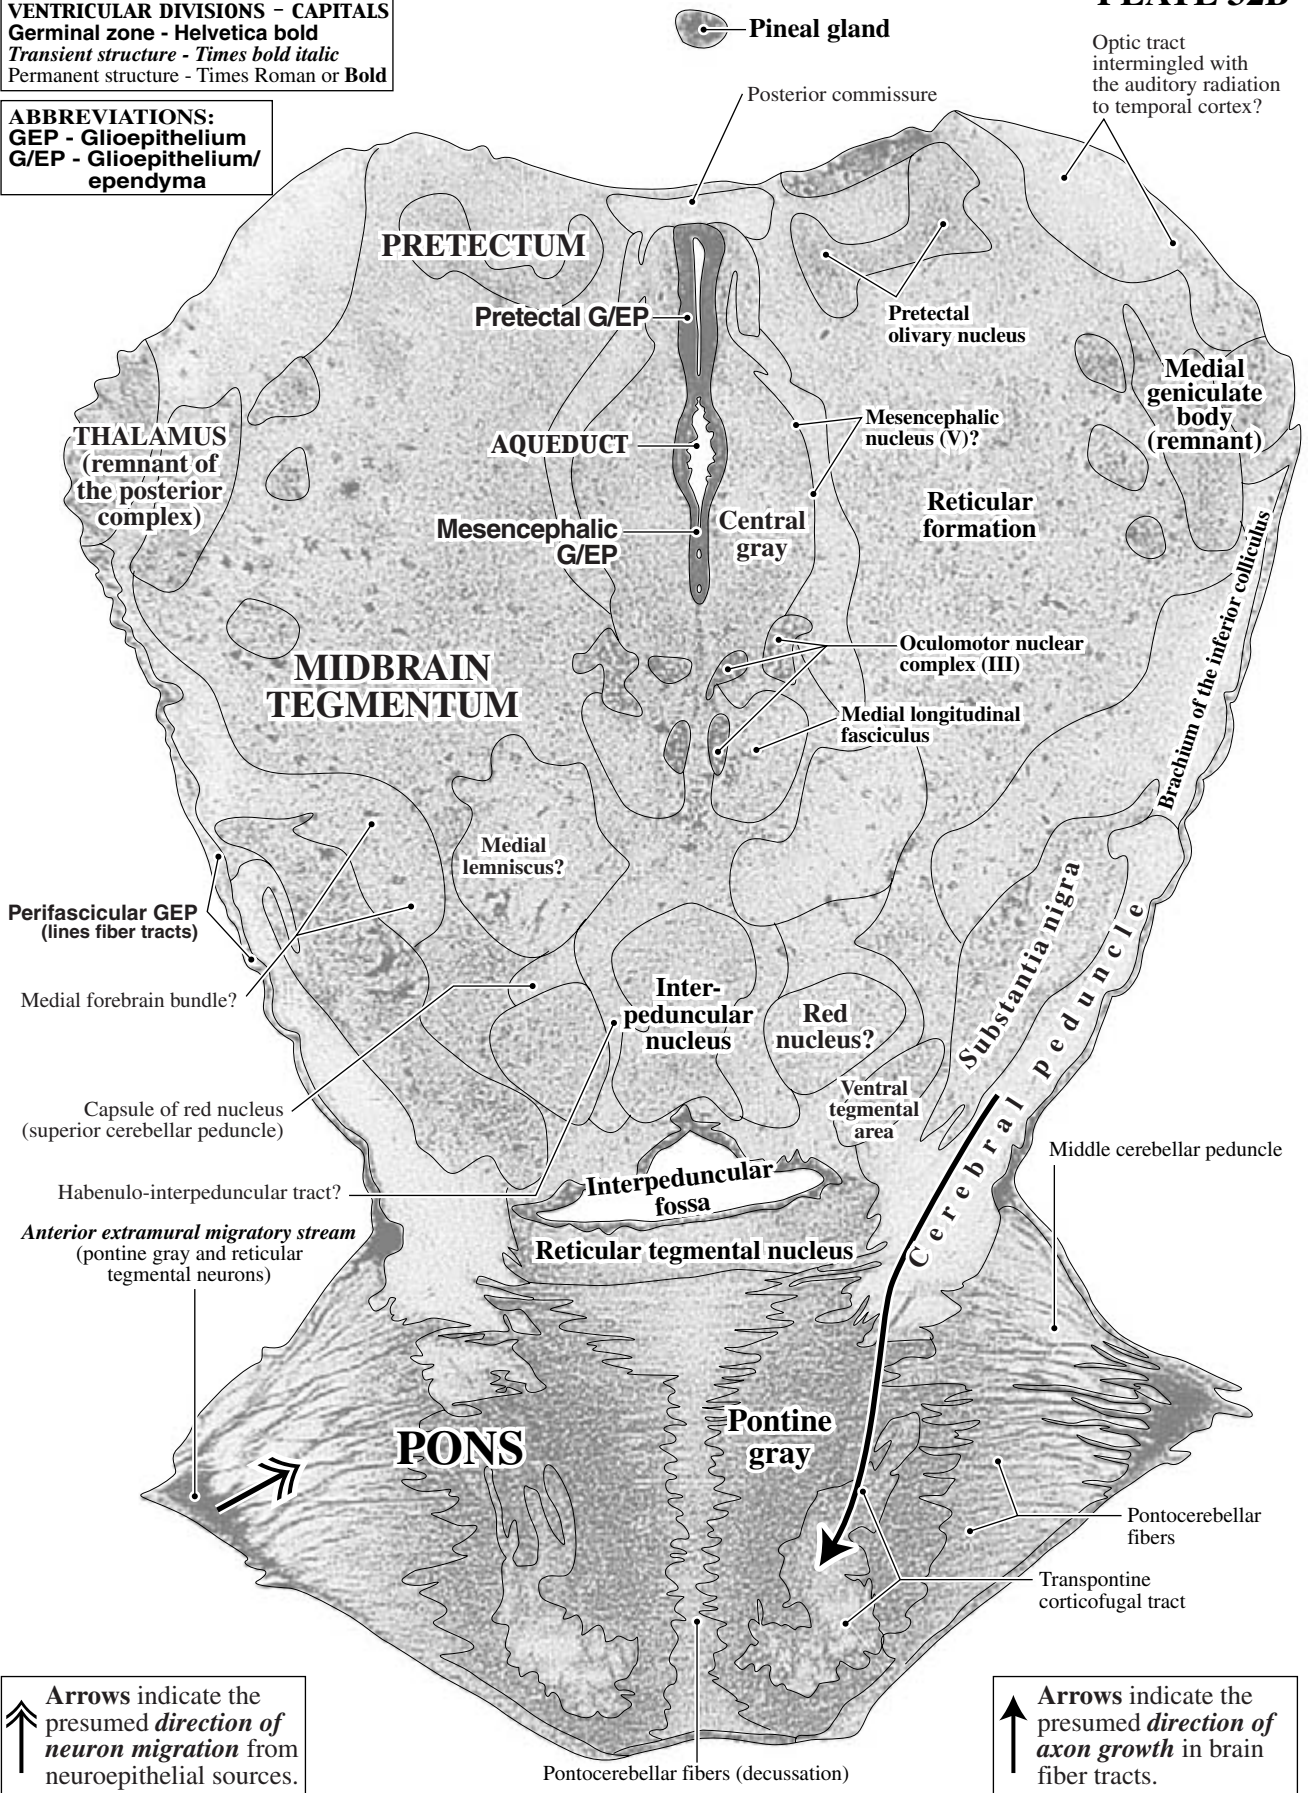 PLATE 32B
VENTRICULAR DIVISIONS – CAPITALS
Germinal zone - Helvetica bold
Transient structure - Times bold italic
Permanent structure - Times Roman or Bold
ABBREVIATIONS:
GEP - Glioepithelium
G/EP - Glioepithelium/
ependyma
Pineal gland
Posterior commissure
Optic tract
intermingled with
the auditory radiation
to temporal cortex?
PRETECTUM
Pretectal G/EP
Pretectal
olivary nucleus
Medial
geniculate
body
(remnant)
THALAMUS
(remnant of
the posterior
complex)
AQUEDUCT
Mesencephalic
nucleus (V)?
Mesencephalic
G/EP
Central
gray
Reticular
formation
Brachium of the inferior colliculus
MIDBRAIN
TEGMENTUM
Oculomotor nuclear
complex (III)
Medial longitudinal
fasciculus
Medial
lemniscus?
Perifascicular GEP
(lines fiber tracts)
Medial forebrain bundle?
Inter-
peduncular
nucleus
Red
nucleus?
Substantia nigra
Cerebral peduncle
Ventral
tegmental
area
Capsule of red nucleus
(superior cerebellar peduncle)
Middle cerebellar peduncle
Habenulo-interpeduncular tract?
Interpeduncular
fossa
Anterior extramural migratory stream
(pontine gray and reticular
tegmental neurons)
Reticular tegmental nucleus
PONS
Pontine
gray
Pontocerebellar
fibers
Transpontine
corticofugal tract
Arrows indicate the
presumed direction of
neuron migration from
neuroepithelial sources.
Pontocerebellar fibers (decussation)
Arrows indicate the
presumed direction of
axon growth in brain
fiber tracts.